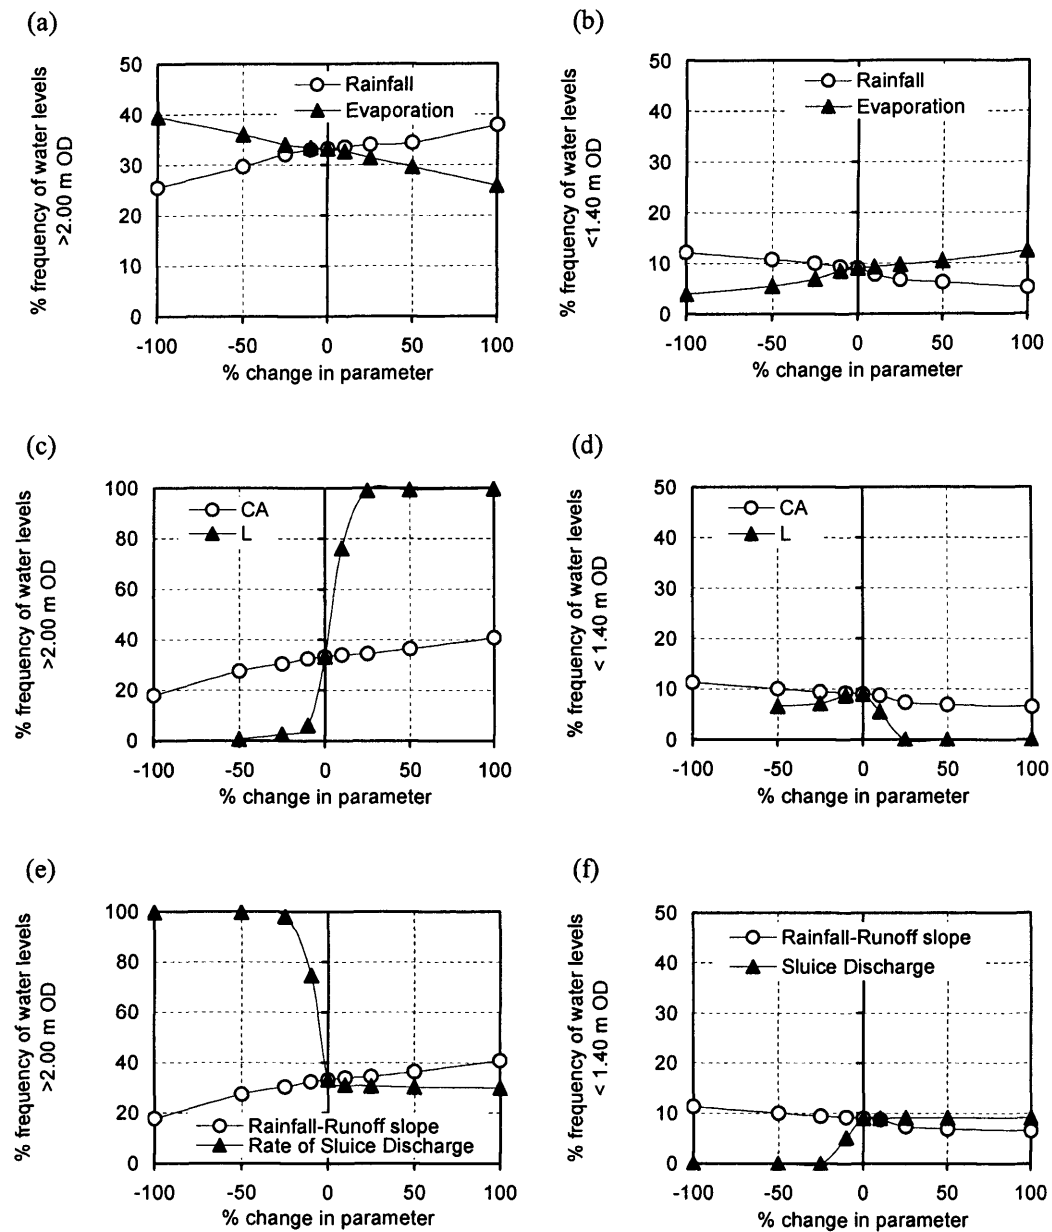 (a)
% frequency of water levels
>2.00 m OD
50
40
30
20
10
0
Rainfall
Evaporation
-100 -50 0 50 100
% change in parameter
(b)
% frequency of water levels
<1.40 m OD
50
40
30
20
10
0
Rainfall
Evaporation
-100 -50 0 50 100
% change in parameter
(c)
% frequency of water levels
>2.00 m OD
100
80
60
40
20
0
CA
L
-100 -50 0 50 100
% change in parameter
(d)
% frequency of water levels
< 1.40 m OD
50
40
30
20
10
0
CA
L
-100 -50 0 50 100
% change in parameter
(e)
% frequency of water levels
>2.00 m OD
100
80
60
40
20
0
Rainfall-Runoff slope
Rate of Sluice Discharge
-100 -50 0 50 100
% change in parameter
(f)
% frequency of water levels
< 1.40 m OD
50
40
30
20
10
0
Rainfall-Runoff slope
Sluice Discharge
-100 -50 0 50 100
% change in parameter